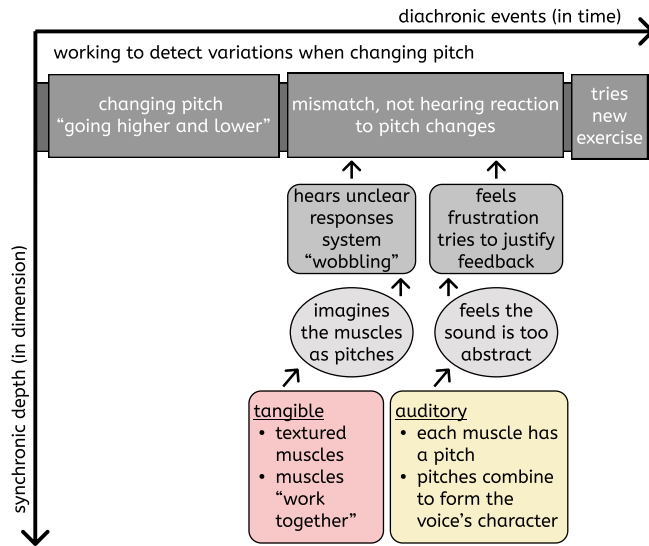 diachronic events (in time)
working to detect variations when changing pitch
changing pitch
“going higher and lower”
mismatch, not hearing reaction
to pitch changes
tries
new
exercise
hears unclear
responses
system
“wobbling”
feels
frustration
tries to justify
feedback
imagines
the muscles
as pitches
feels the
sound is too
abstract
tangible
• textured
muscles
• muscles
“work
together”
auditory
• each muscle has
a pitch
• pitches combine
to form the
voice’s character
synchronic depth (in dimension)